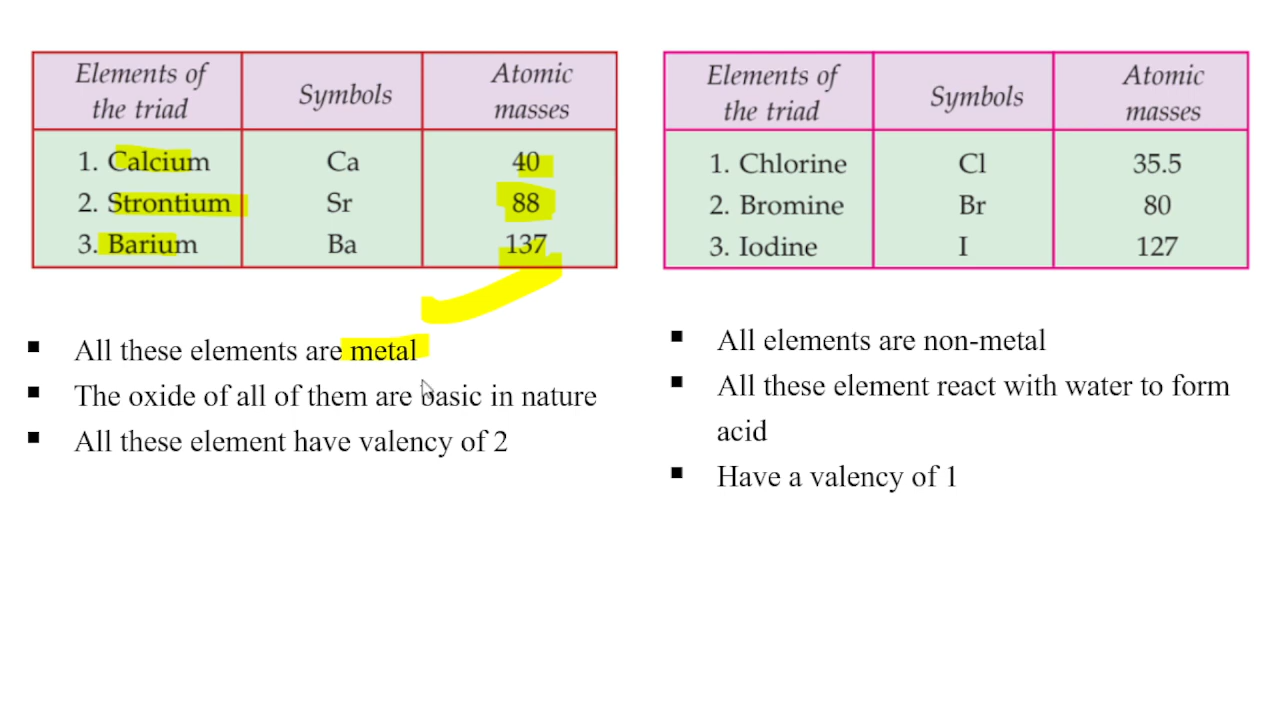 Elements of the triad Symbols Atomic masses
1. Calcium Ca 40
2. Strontium Sr 88
3. Barium Ba 137
▪ All these elements are metal
▪ The oxide of all of them are basic in nature
▪ All these element have valency of 2
Elements of the triad Symbols Atomic masses
1. Chlorine Cl 35.5
2. Bromine Br 80
3. Iodine I 127
▪ All elements are non-metal
▪ All these element react with water to form
acid
▪ Have a valency of 1